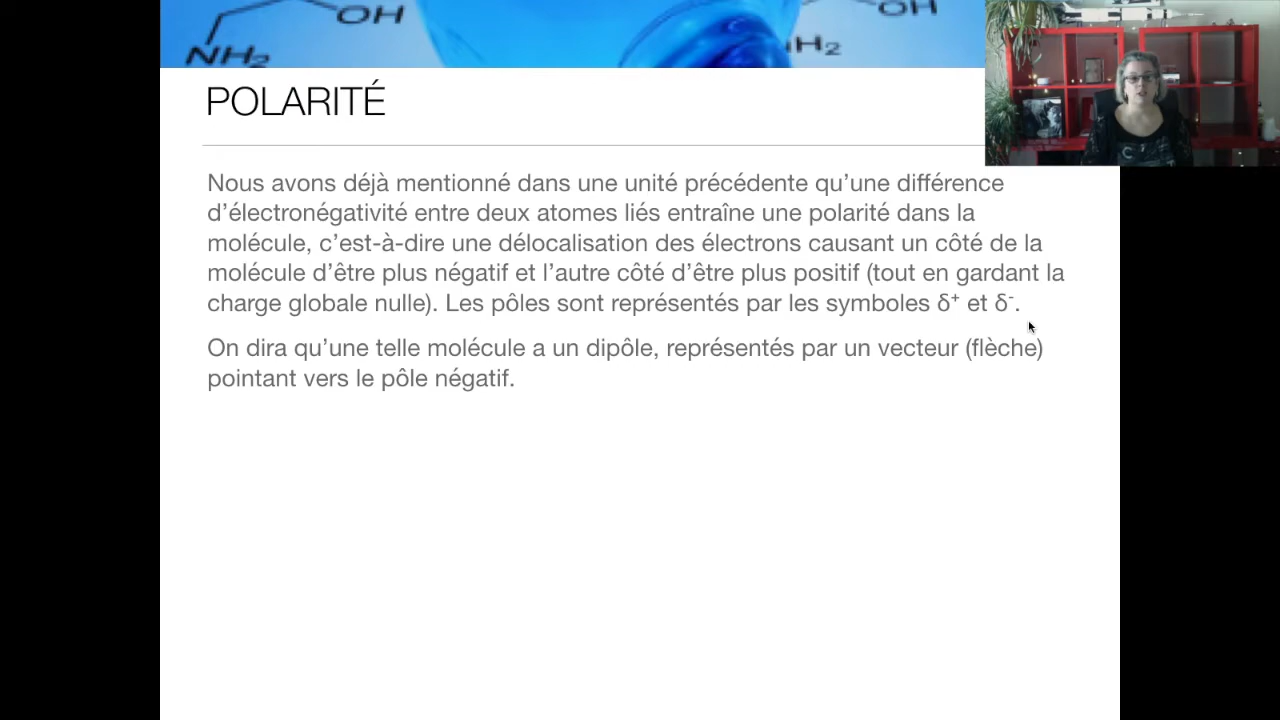 OH
OH
NH₂
H₂
POLARITÉ
Nous avons déjà mentionné dans une unité précédente qu’une différence
d’électronégativité entre deux atomes liés entraîne une polarité dans la
molécule, c’est-à-dire une délocalisation des électrons causant un côté de la
molécule d’être plus négatif et l’autre côté d’être plus positif (tout en gardant la
charge globale nulle). Les pôles sont représentés par les symboles δ⁺ et δ⁻.
On dira qu’une telle molécule a un dipôle, représentés par un vecteur (flèche)
pointant vers le pôle négatif.